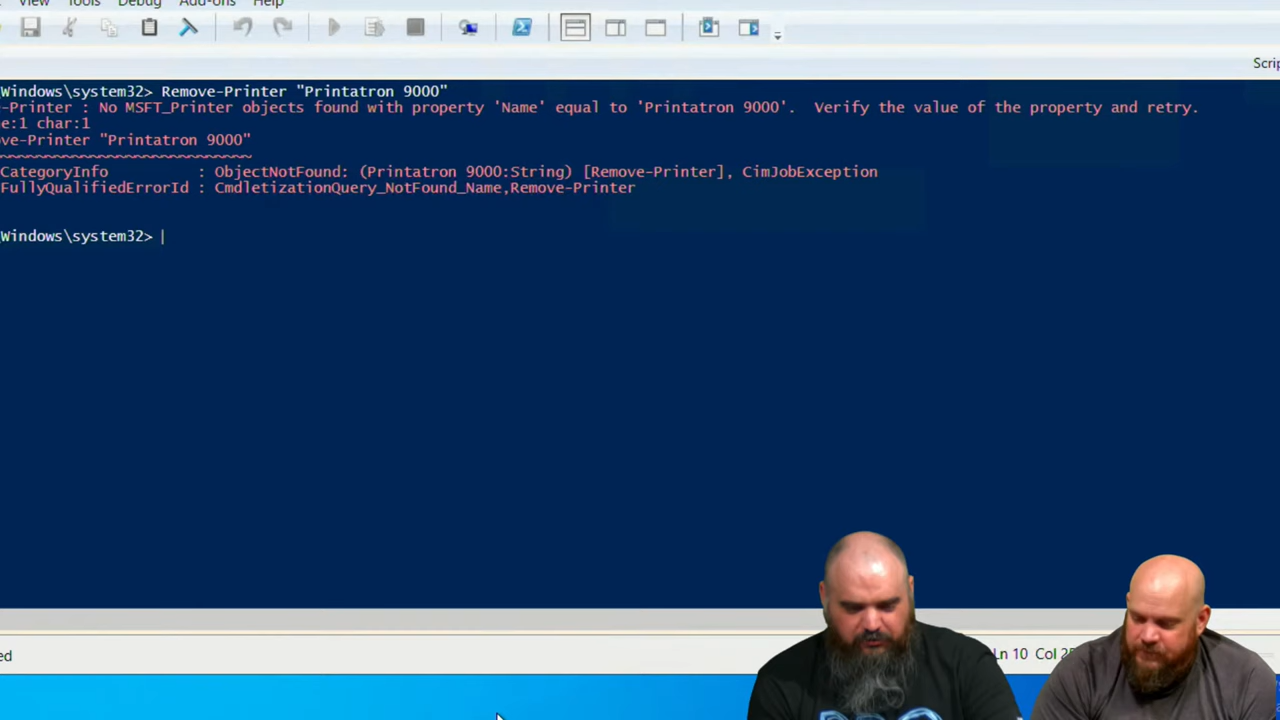 View Tools Debug Add-ons Help
Scrip
Windows\system32> Remove-Printer "Printatron 9000"
e-Printer : No MSFT_Printer objects found with property 'Name' equal to 'Printatron 9000'.  Verify the value of the property and retry.
ne:1 char:1
ve-Printer "Printatron 9000"
~~~~~~~~~~~~~~~~~~~~~~~~~~~~
CategoryInfo          : ObjectNotFound: (Printatron 9000:String) [Remove-Printer], CimJobException
FullyQualifiedErrorId : CmdletizationQuery_NotFound_Name,Remove-Printer
Windows\system32>
ed
Ln 10 Col 25